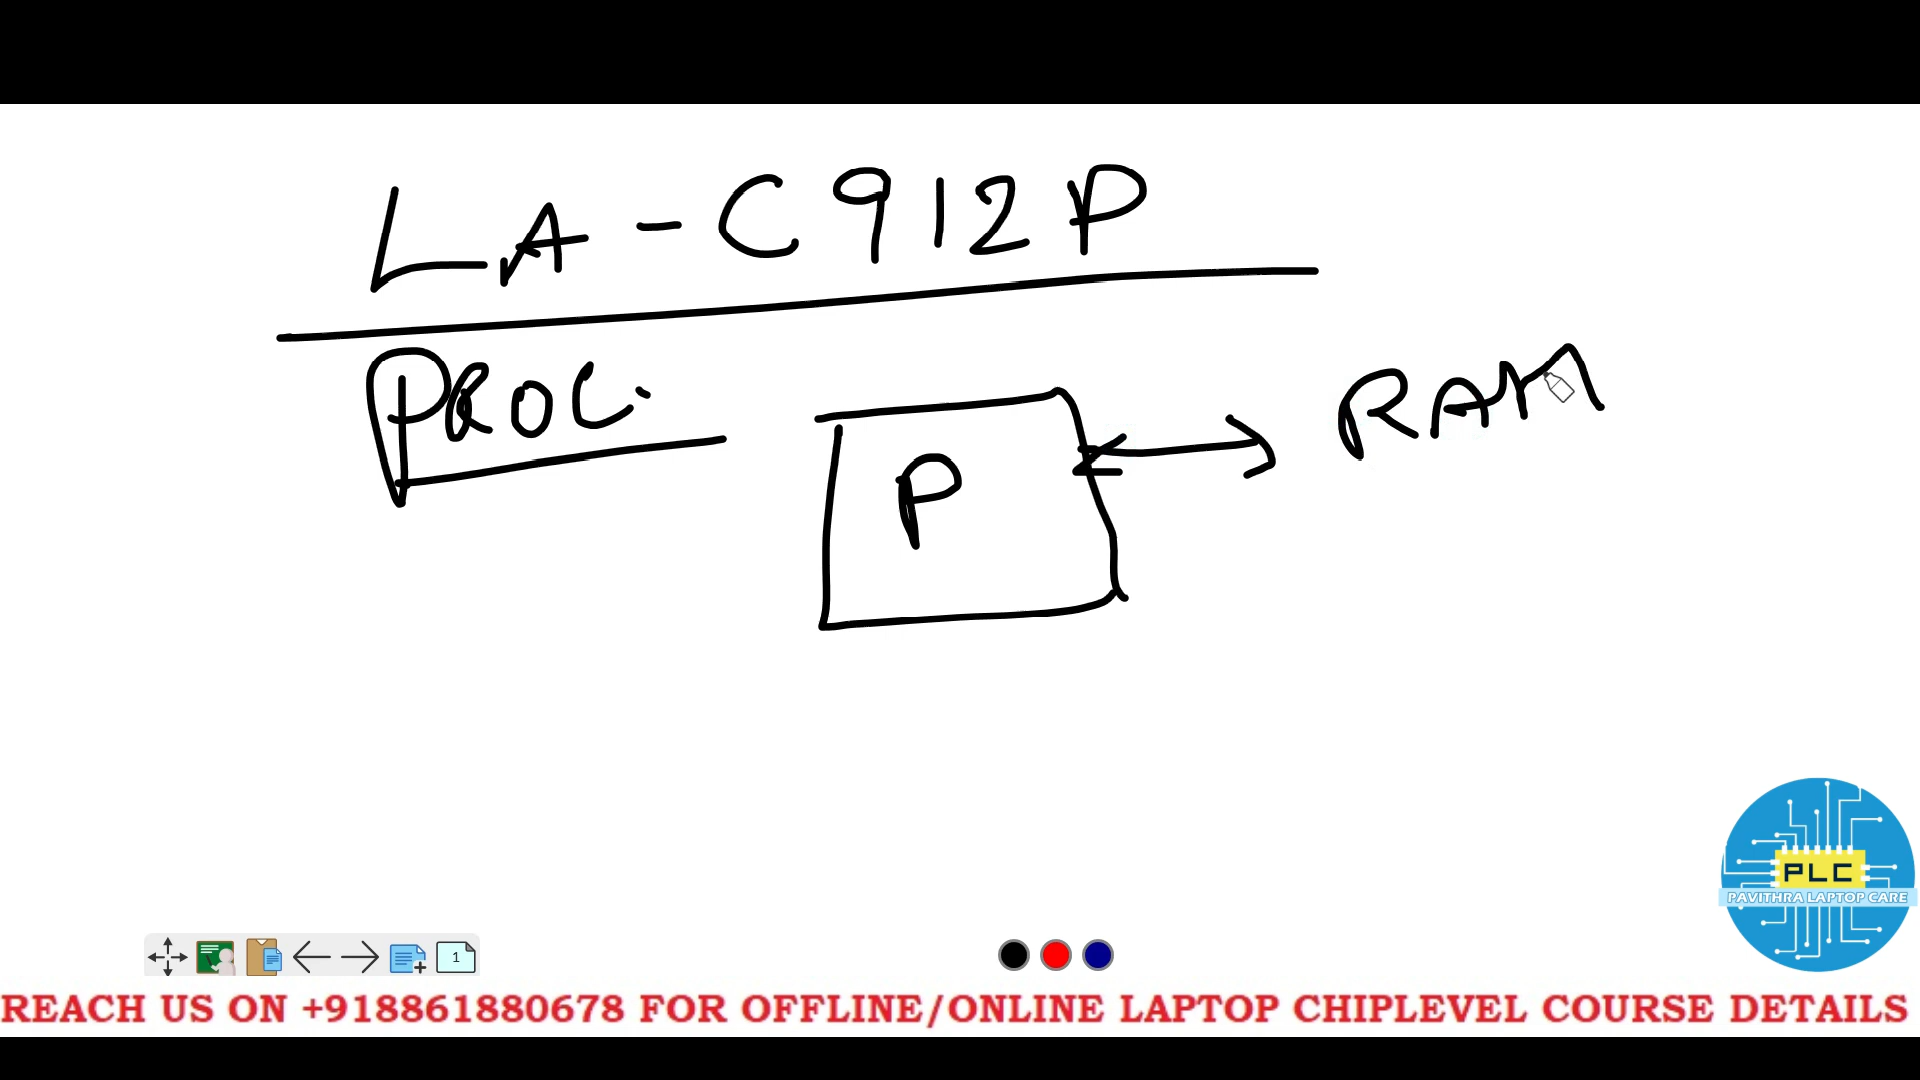 LA-C912P
PROC.
RAM
P
PLC
PAVITHRA LAPTOP CARE
1
REACH US ON +918861880678 FOR OFFLINE/ONLINE LAPTOP CHIPLEVEL COURSE DETAILS